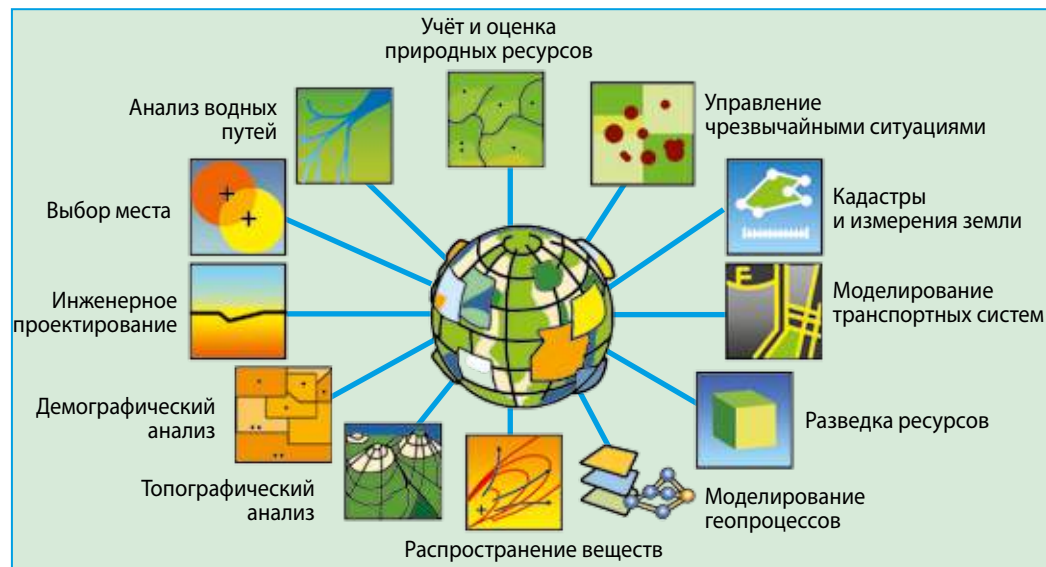 Учёт и оценка
природных ресурсов
Анализ водных
путей
Управление
чрезвычайными ситуациями
Выбор места
Кадастры
и измерения земли
Инженерное
проектирование
Моделирование
транспортных систем
Демографический
анализ
Разведка ресурсов
Топографический
анализ
Моделирование
геопроцессов
Распространение веществ